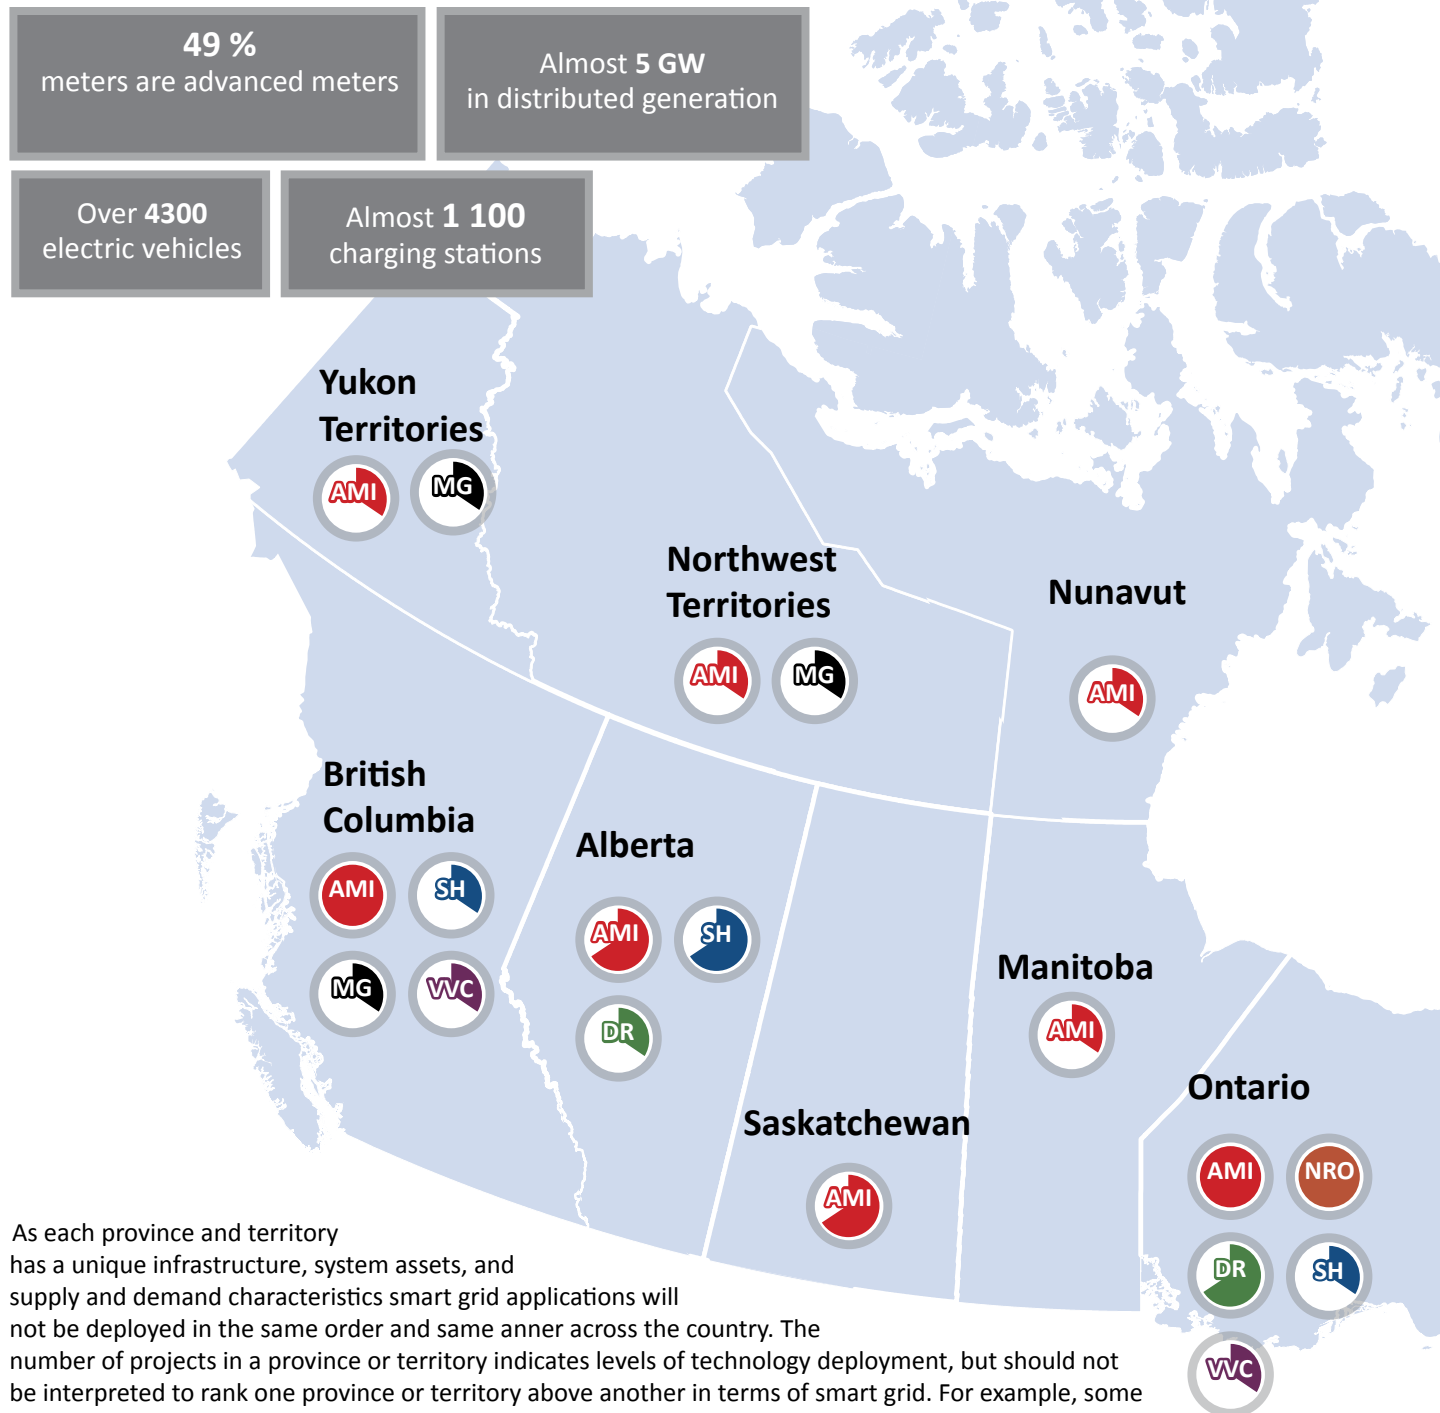 49 %
meters are advanced meters
Almost 5 GW
in distributed generation
Over 4300
electric vehicles
Almost 1 100
charging stations
Yukon
Territories
AMI
MG
Northwest
Territories
AMI
MG
Nunavut
AMI
British
Columbia
AMI
SH
MG
VVC
Alberta
AMI
SH
DR
Saskatchewan
AMI
Manitoba
AMI
Ontario
AMI
NRO
DR
SH
VVC
As each province and territory
has a unique infrastructure, system assets, and
supply and demand characteristics smart grid applications will
not be deployed in the same order and same anner across the country. The
number of projects in a province or territory indicates levels of technology deployment, but should not
be interpreted to rank one province or territory above another in terms of smart grid. For example, some